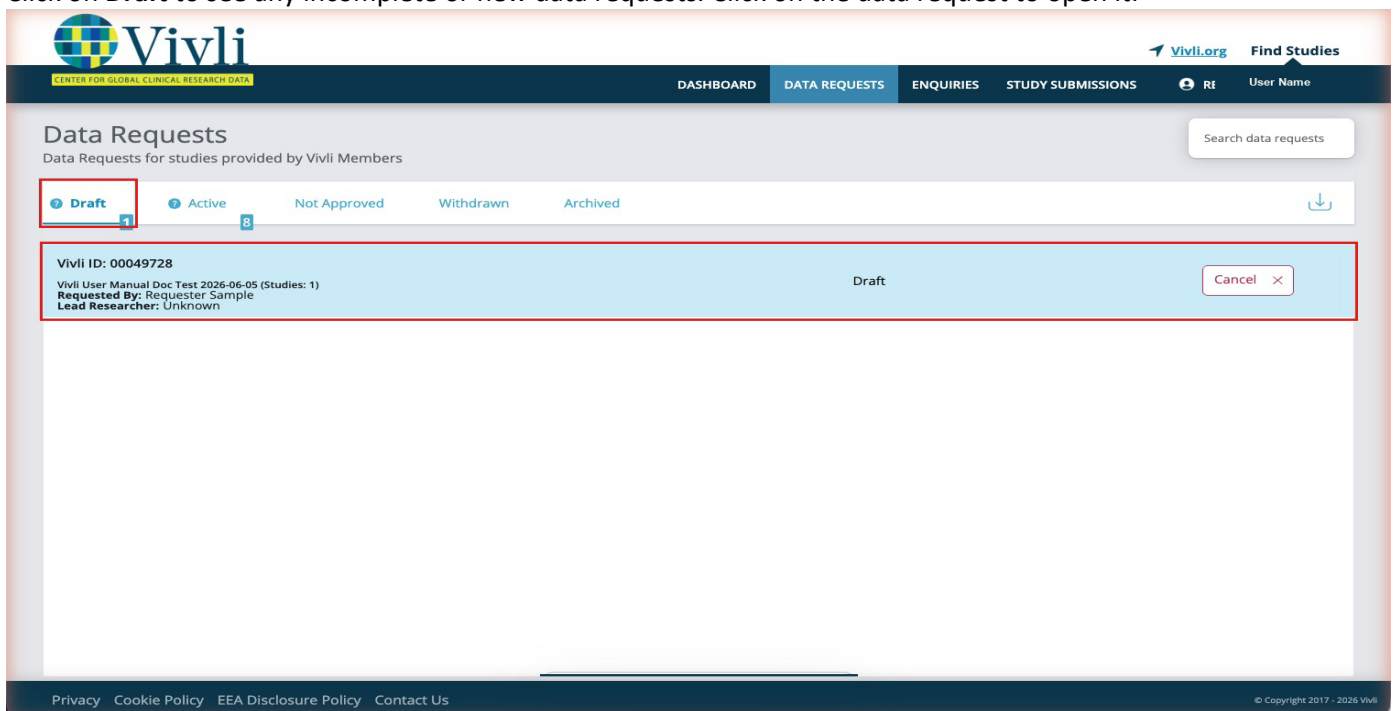 Click on Draft to see any incomplete or new data requests. Click on the data request to open it.
Vivli
CENTER FOR GLOBAL CLINICAL RESEARCH DATA
Vivli.org Find Studies
DASHBOARD DATA REQUESTS ENQUIRIES STUDY SUBMISSIONS RE User Name
Data Requests
Search data requests
Data Requests for studies provided by Vivli Members
? Draft 1 ? Active 8 Not Approved Withdrawn Archived
Vivli ID: 00049728
Vivli User Manual Doc Test 2026-06-05 (Studies: 1)
Requested By: Requester Sample
Lead Researcher: Unknown
Draft
Cancel ×
Privacy Cookie Policy EEA Disclosure Policy Contact Us
© Copyright 2017 - 2026 Vivli